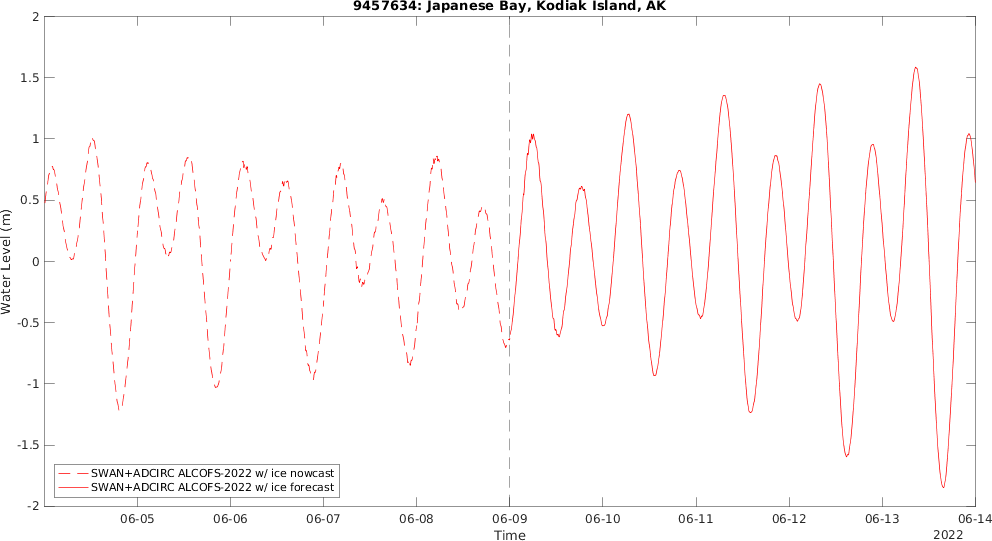 9457634: Japanese Bay, Kodiak Island, AK
2
1.5
1
0.5
0
-0.5
-1
-1.5
-2
Water Level (m)
SWAN+ADCIRC ALCOFS-2022 w/ ice nowcast
SWAN+ADCIRC ALCOFS-2022 w/ ice forecast
06-05 06-06 06-07 06-08 06-09 06-10 06-11 06-12 06-13 06-14
Time
2022